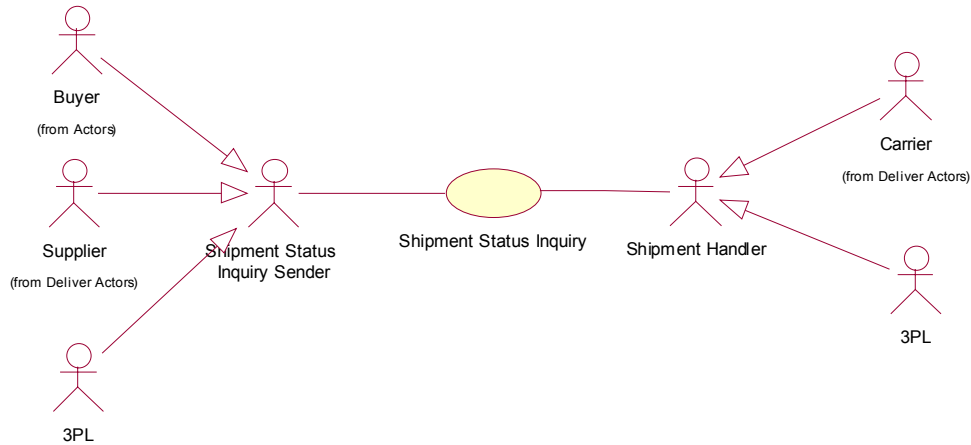 Buyer
(from Actors)
Supplier
(from Deliver Actors)
3PL
Shipment Status
Inquiry Sender
Shipment Status Inquiry
Shipment Handler
Carrier
(from Deliver Actors)
3PL